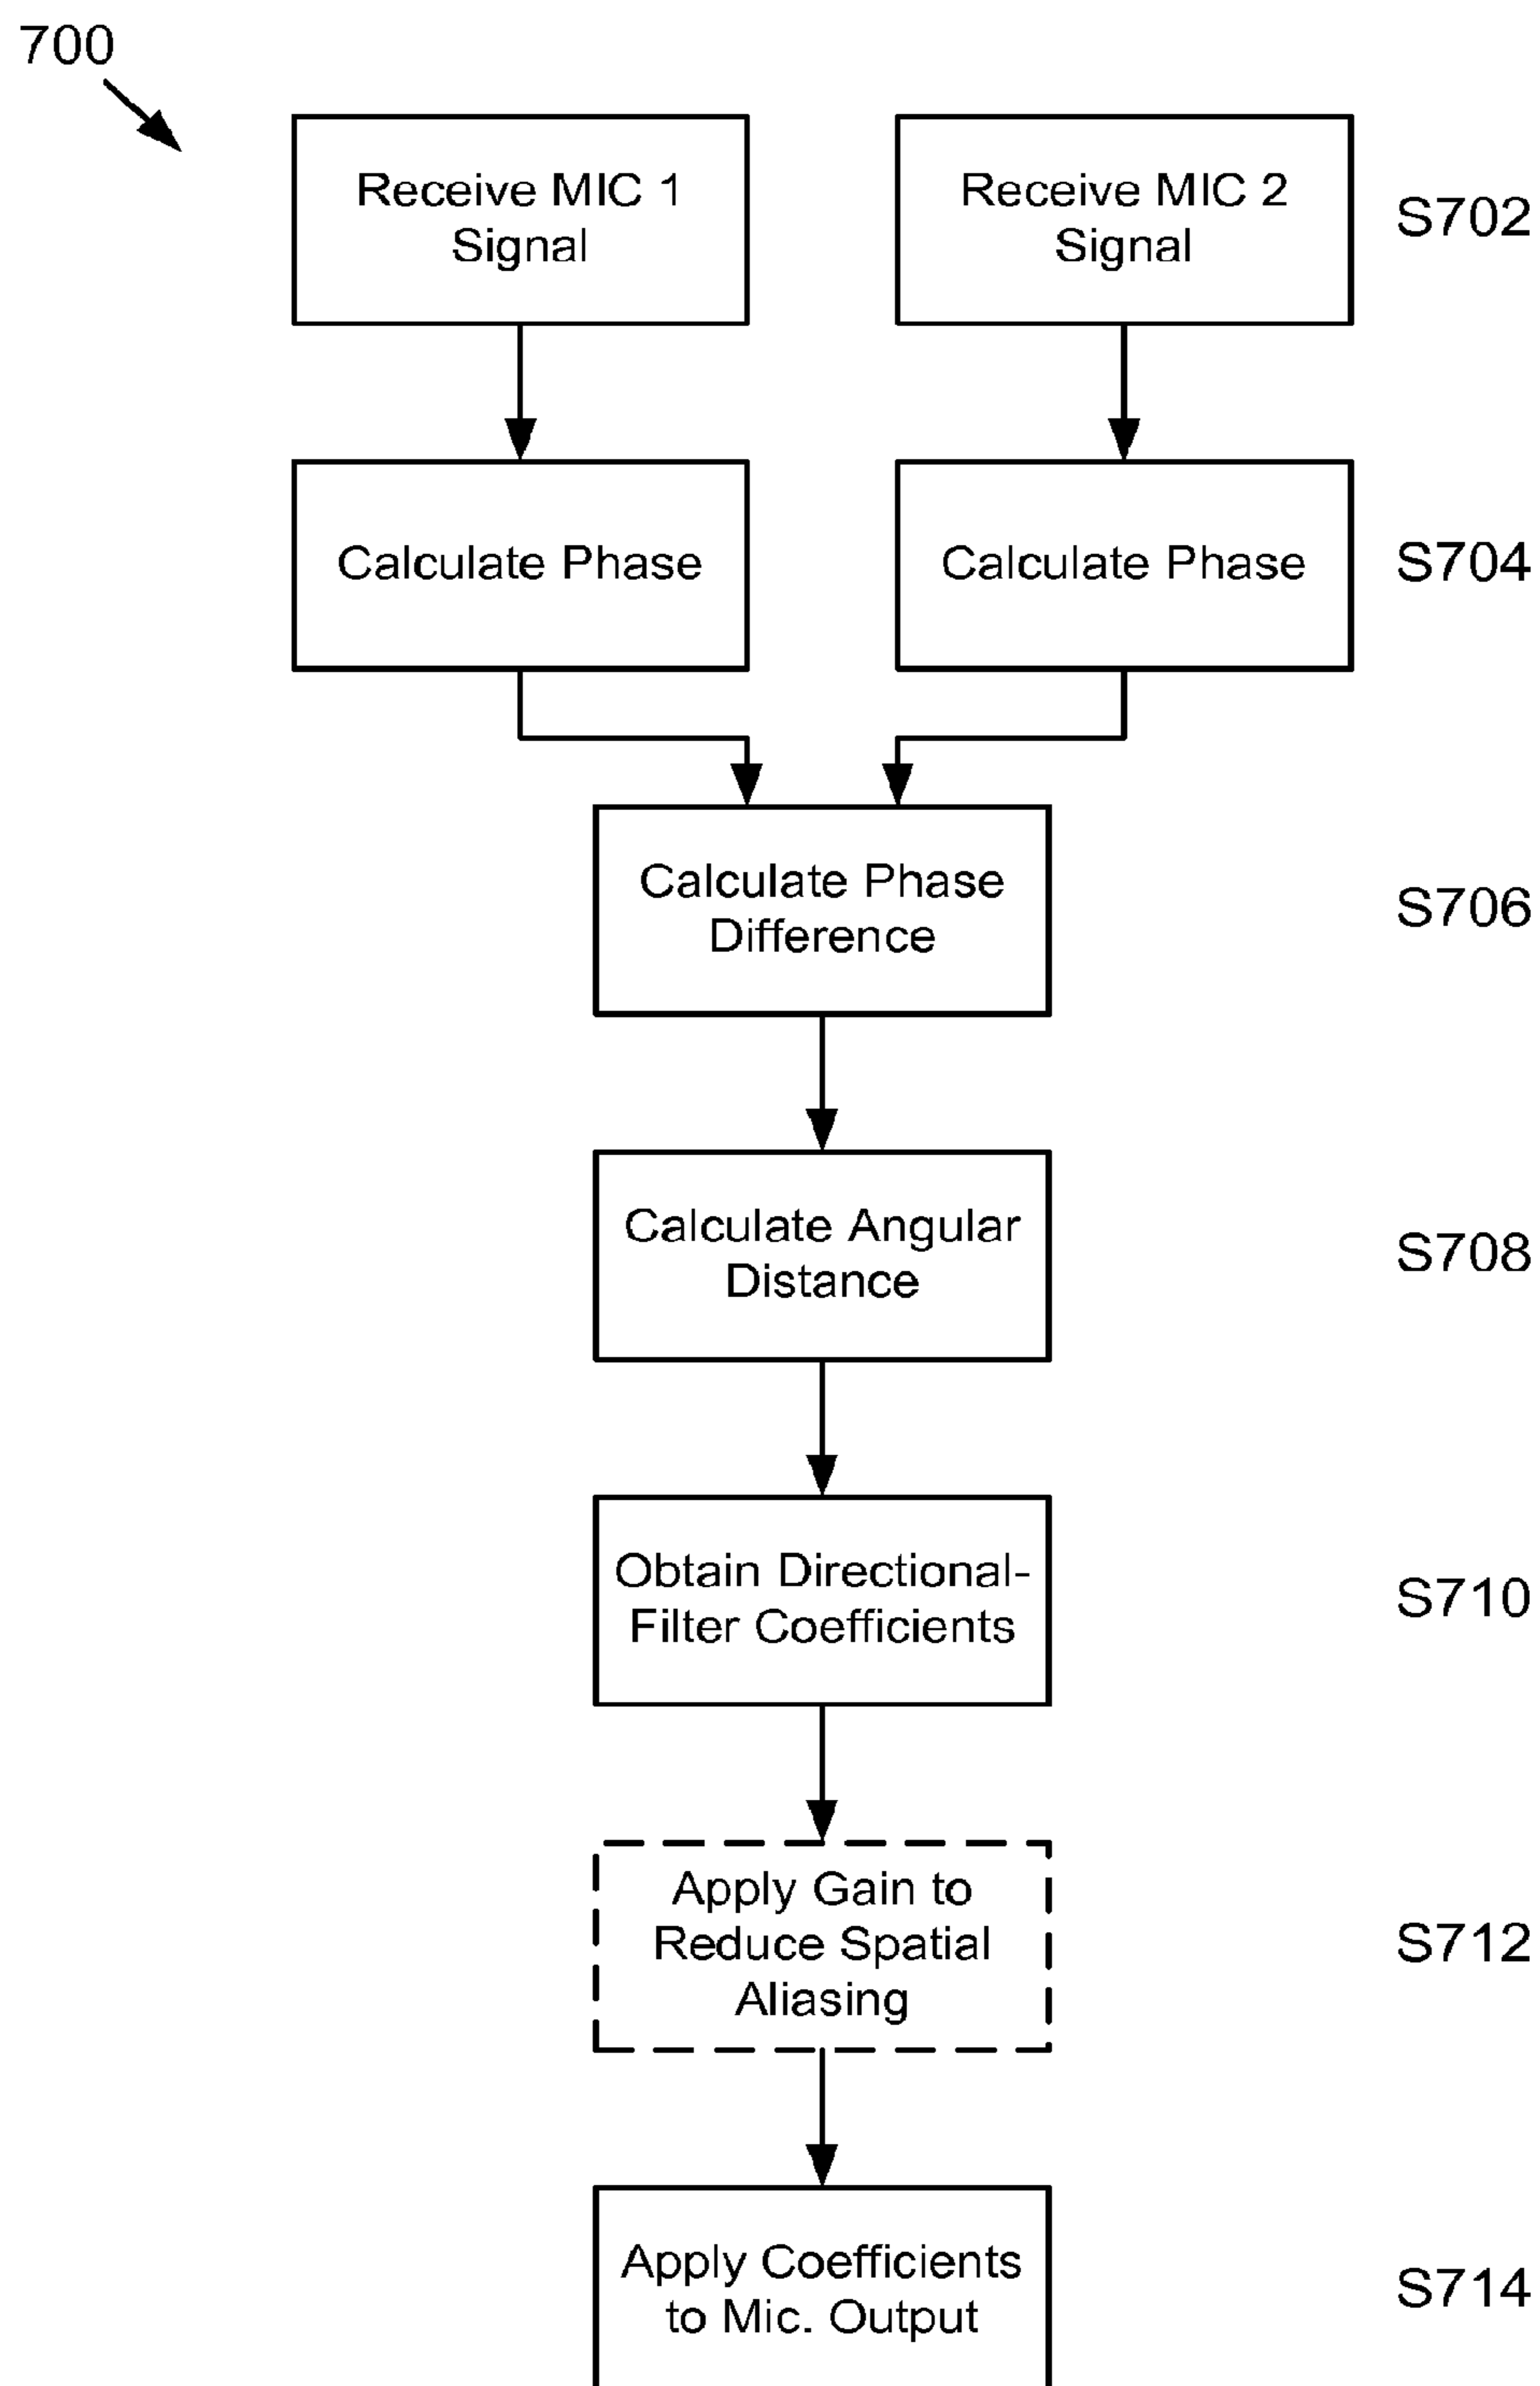 700
Receive MIC 1
Signal
Receive MIC 2
Signal
S702
Calculate Phase
Calculate Phase
S704
Calculate Phase
Difference
S706
Calculate Angular
Distance
S708
Obtain Directional-
Filter Coefficients
S710
Apply Gain to
Reduce Spatial
Aliasing
S712
Apply Coefficients
to Mic. Output
S714